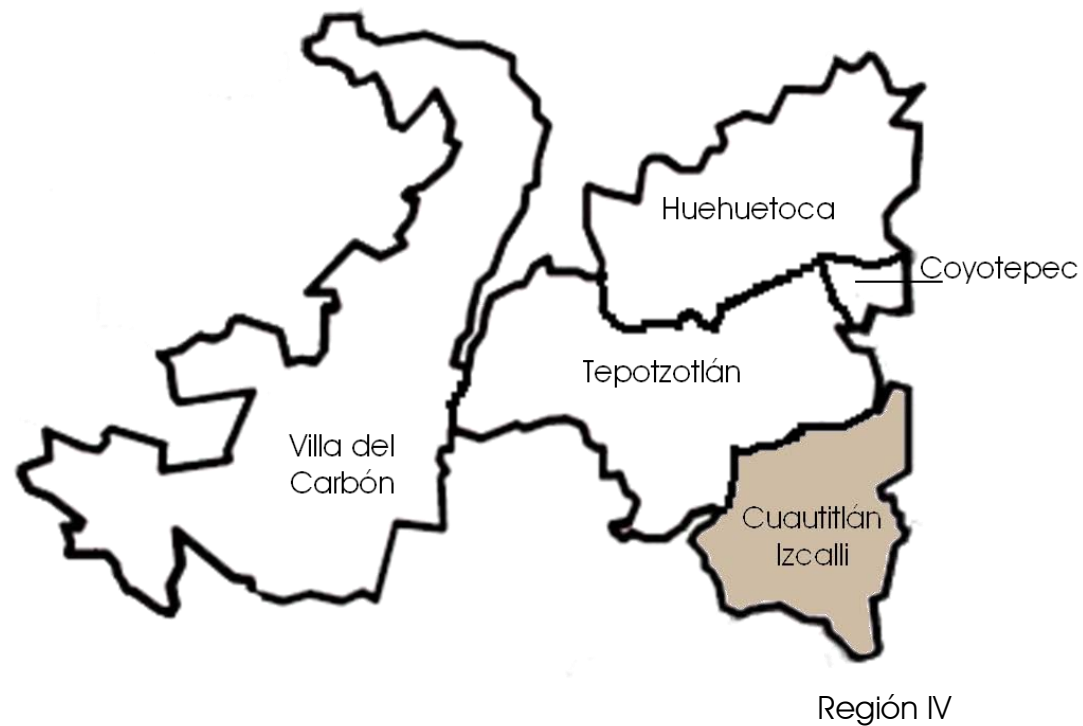 Huehuetoca
Coyotepec
Tepotzotlán
Villa del
Carbón
Cuautitlán
Izcalli
Región IV